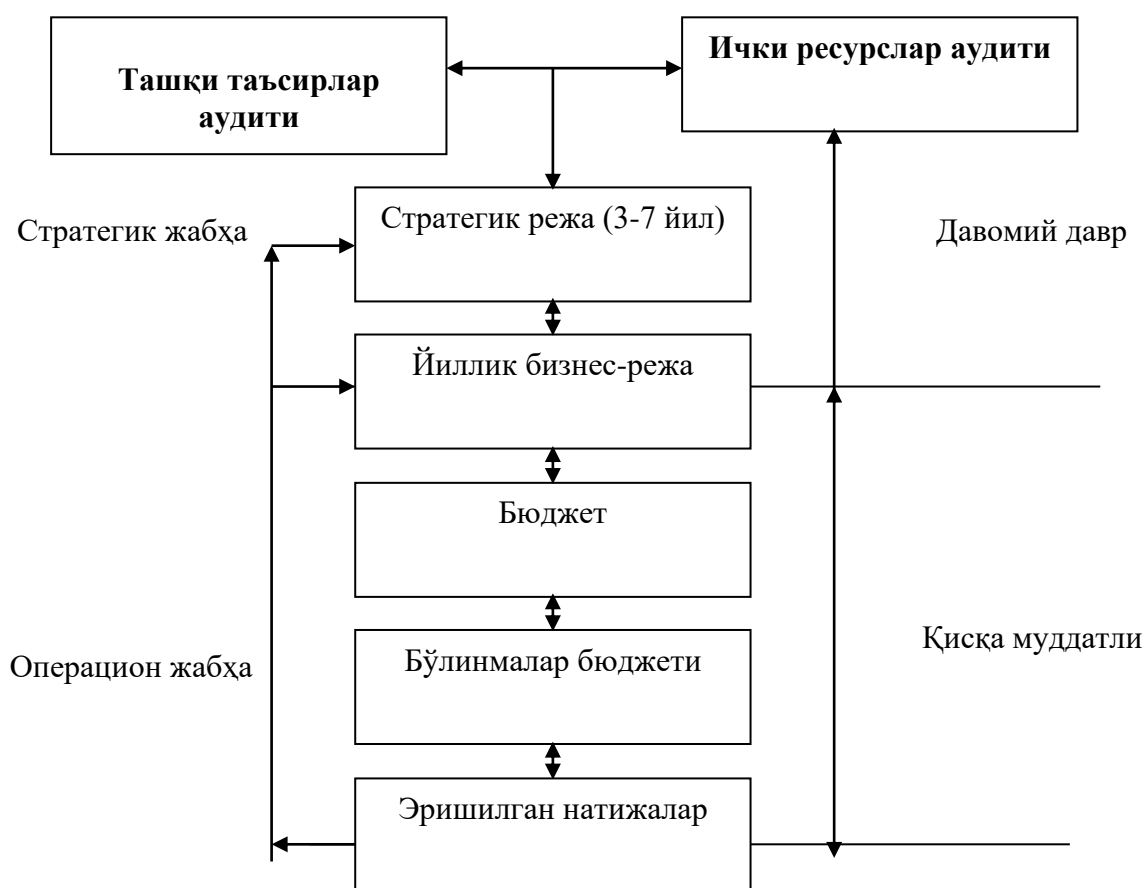 Ташқи таъсирлар
аудити
Ички ресурслар аудити
Стратегик режа (3-7 йил)
Стратегик жабҳа
Давомий давр
Йиллик бизнес-режа
Бюджет
Бўлинмалар бюджети
Операцион жабҳа
Қисқа муддатли
Эришилган натижалар